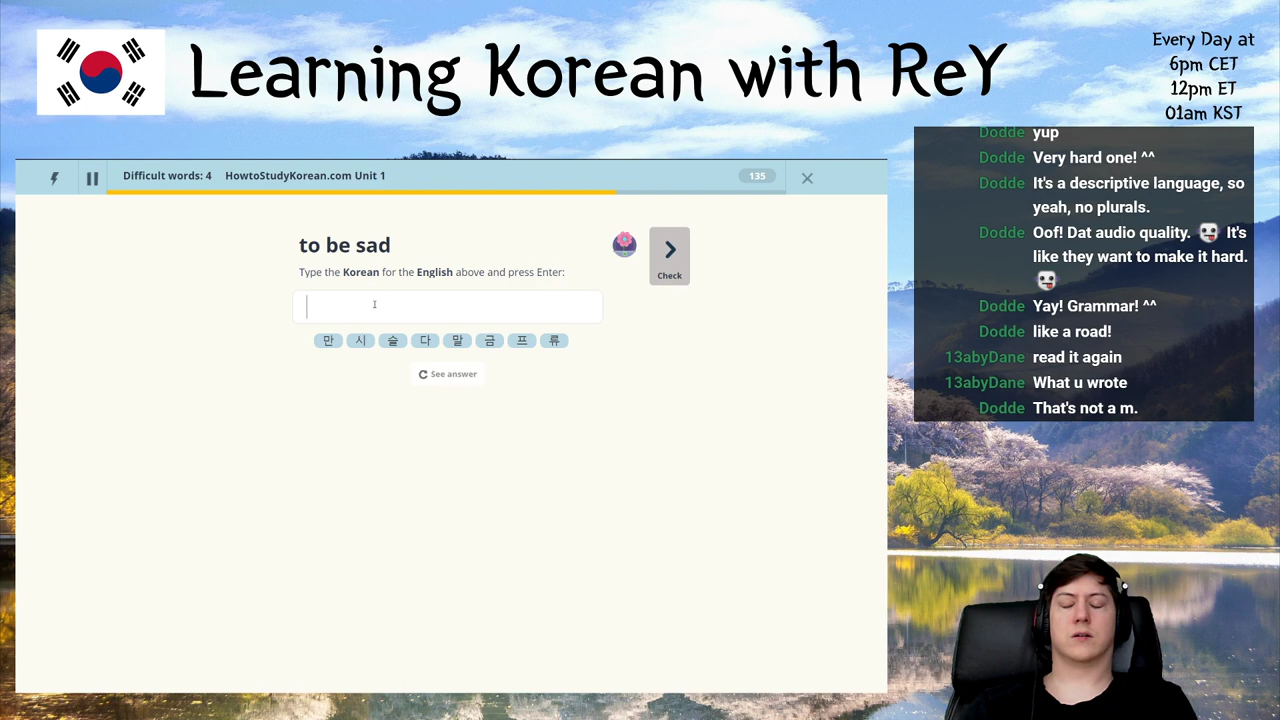 Learning Korean with ReY
Every Day at
6pm CET
12pm ET
01am KST
Difficult words: 4 HowtoStudyKorean.com Unit 1
135
to be sad
Type the Korean for the English above and press Enter:
Check
만 시 슬 다 말 금 프 류
See answer
Dodde yup
Dodde Very hard one! ^^
Dodde It's a descriptive language, so
yeah, no plurals.
Dodde Oof! Dat audio quality. It's
like they want to make it hard.
Dodde Yay! Grammar! ^^
Dodde like a road!
13abyDane read it again
13abyDane What u wrote
Dodde That's not a m.